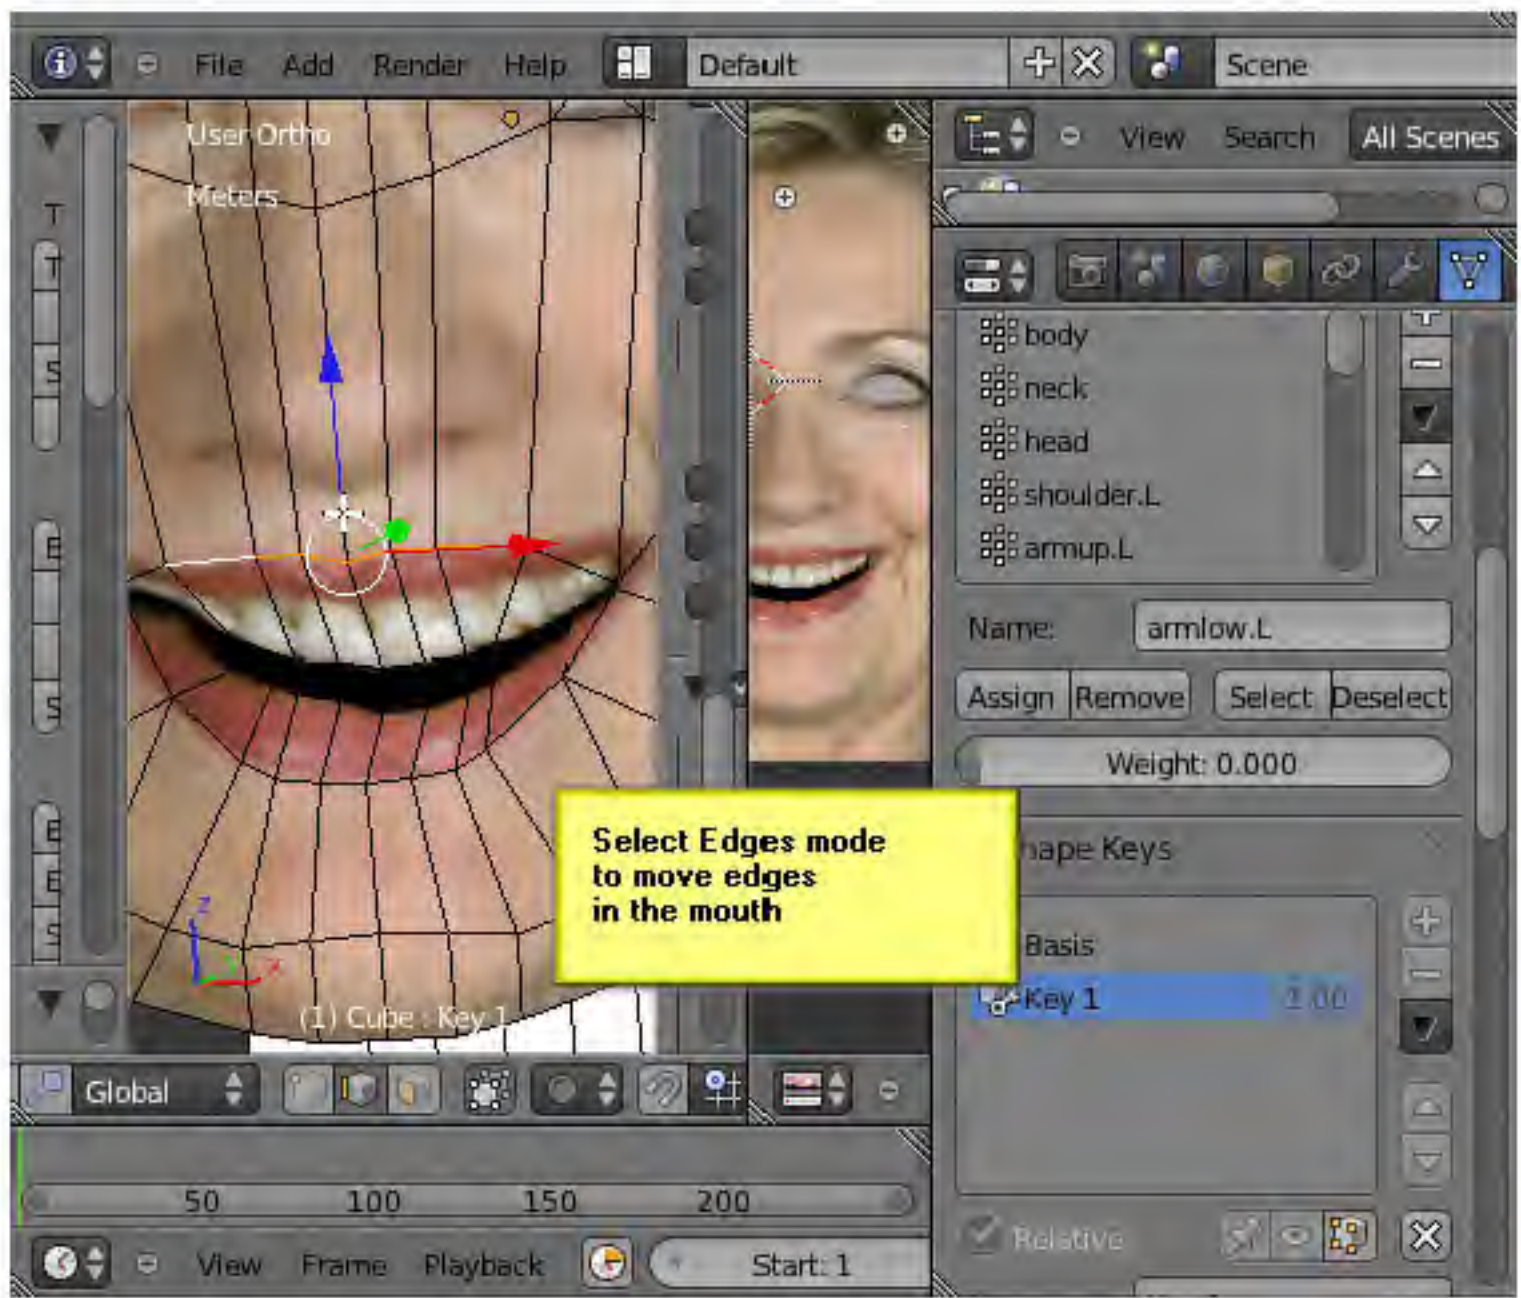 File Add Render Help Default Scene
User Ortho
Meters
View Search All Scenes
T
T
S
E
S
E
E
S
body
neck
head
shoulder.L
armup.L
Name: armlow.L
Assign Remove Select Deselect
Weight: 0.000
Select Edges mode
to move edges
in the mouth
hape Keys
Basis
Key 1
z
x
(1) Cube : Key 1
Global
50 100 150 200
Relative
View Frame Playback Start: 1